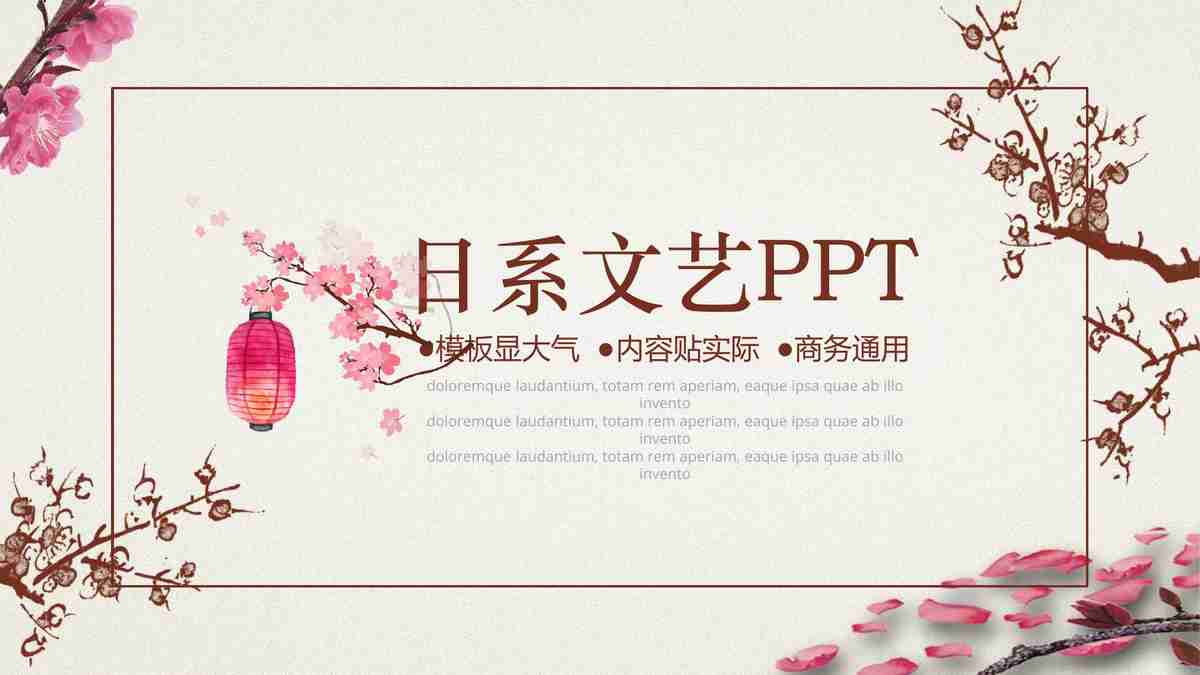 日系文艺PPT
●模板显大气 ●内容贴实际 ●商务通用
doloremque laudantium, totam rem aperiam, eaque ipsa quae ab illo
invento
doloremque laudantium, totam rem aperiam, eaque ipsa quae ab illo
invento
doloremque laudantium, totam rem aperiam, eaque ipsa quae ab illo
invento